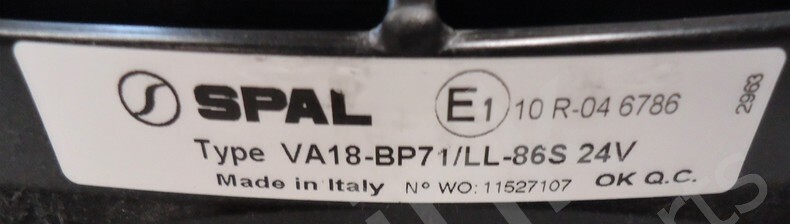 SPAL E1 10 R-04 6786
2963
Type VA18-BP71/LL-86S 24V
Made in Italy N° WO: 11527107 OK Q.C.